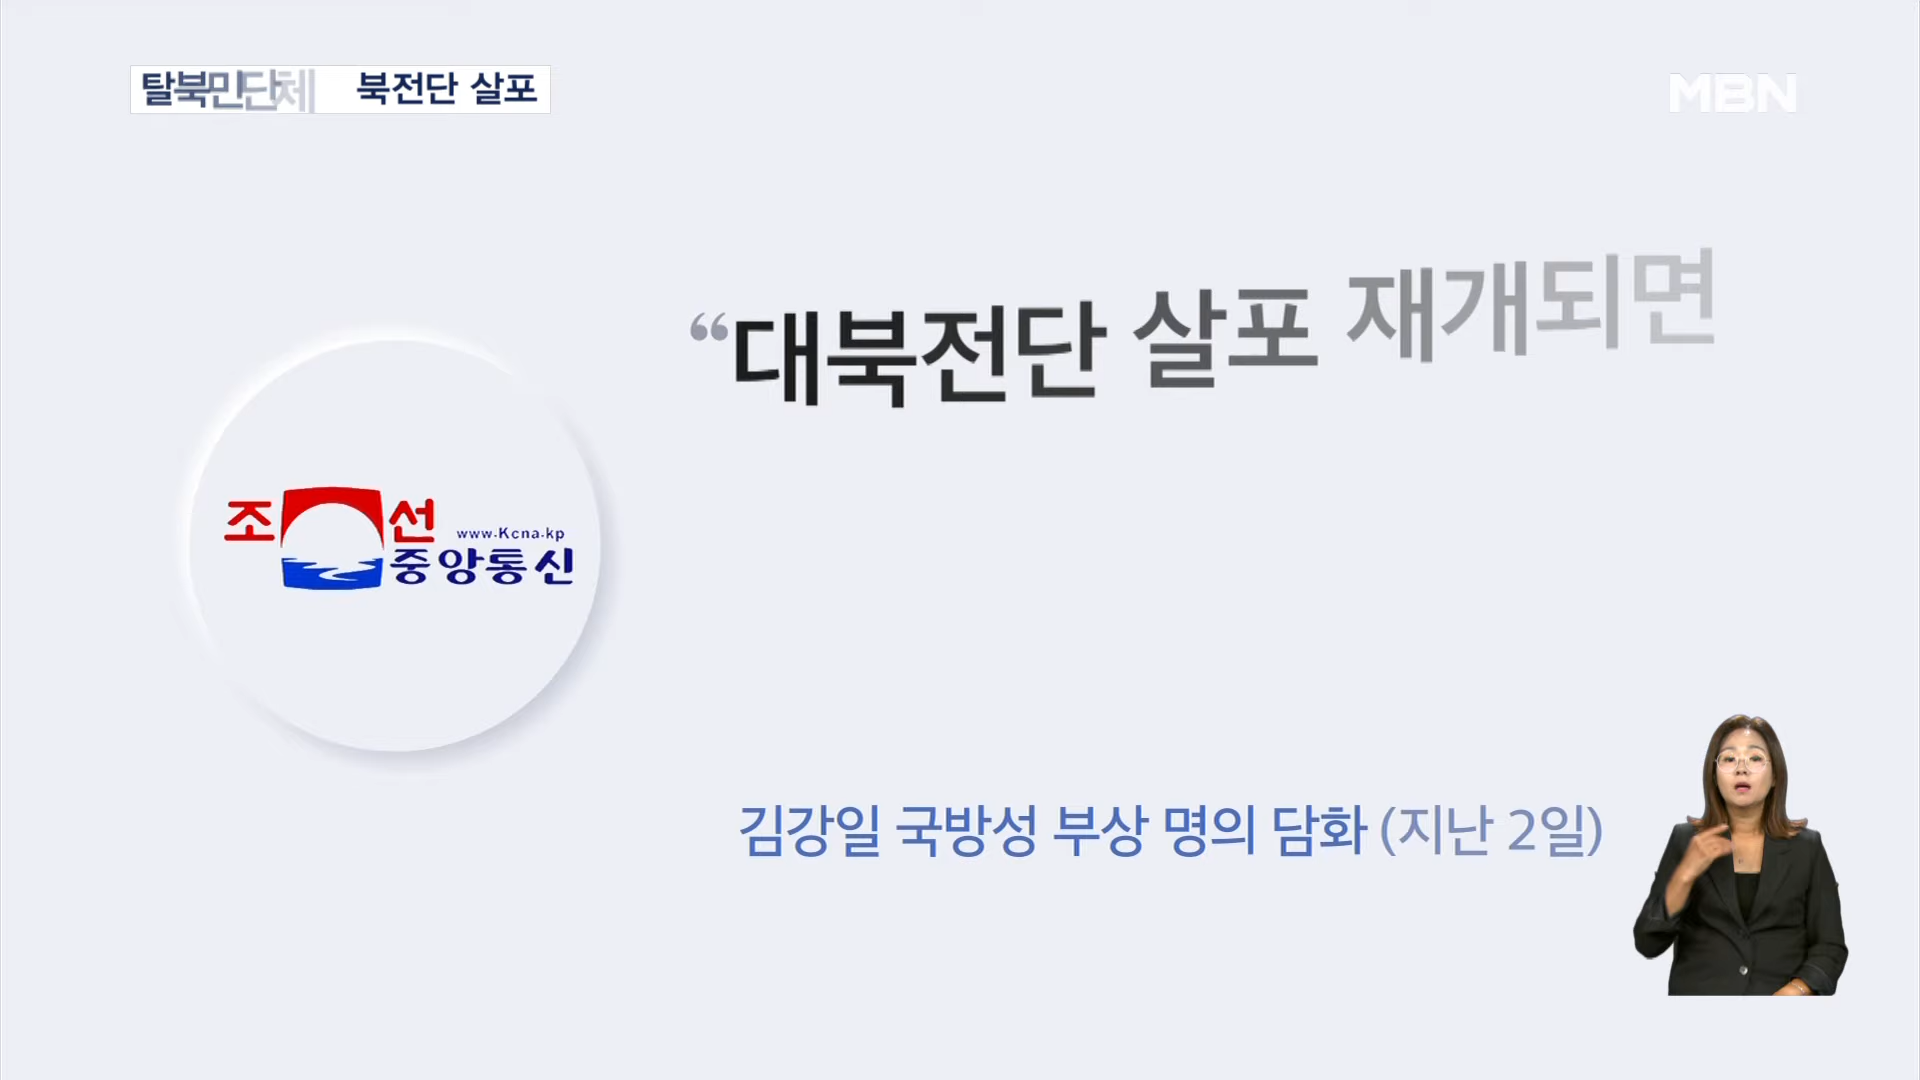 탈북민단체 북전단 살포
MBN
“대북전단 살포 재개되면
조선
www.Kcna.kp
중앙통신
김강일 국방성 부상 명의 담화 (지난 2일)